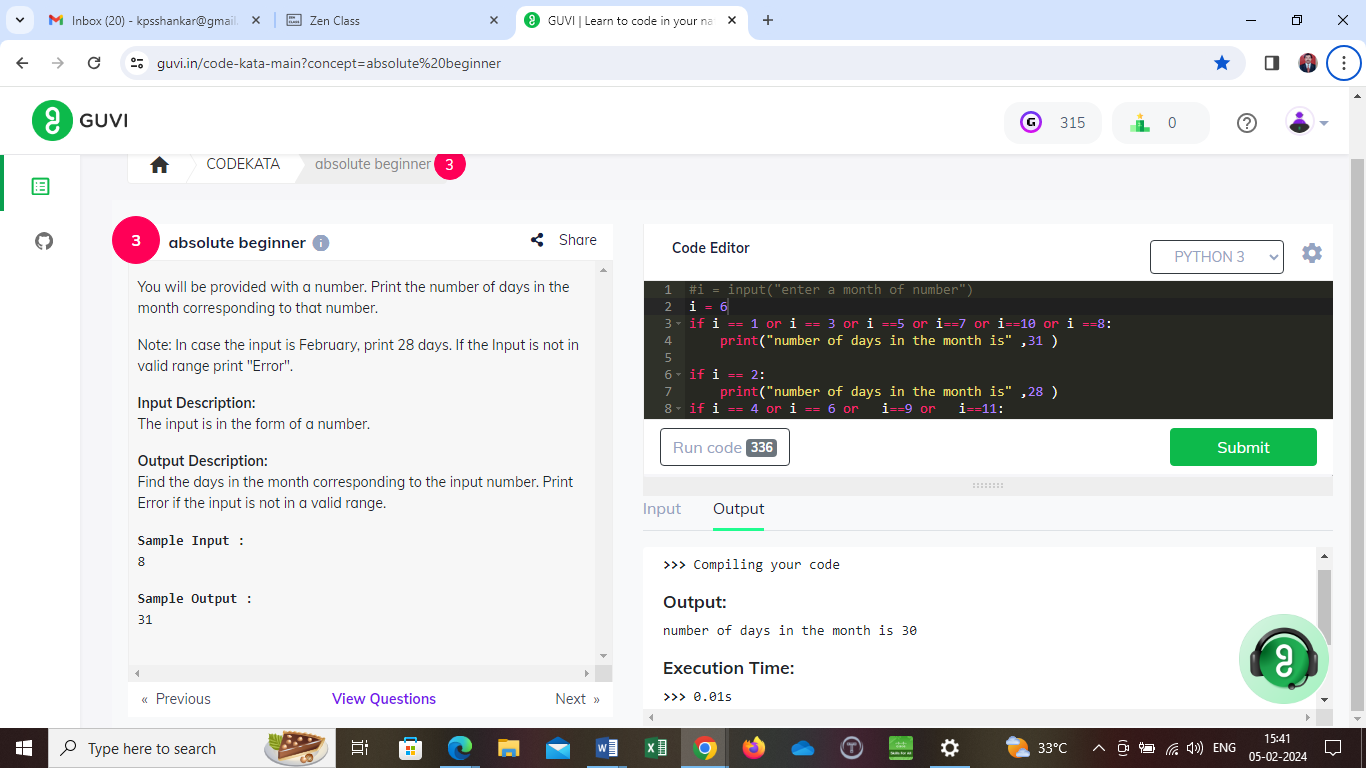 Inbox (20) - kpsshankar@gmail.
Zen Class
GUVI | Learn to code in your na
guvi.in/code-kata-main?concept=absolute%20beginner
GUVI
315
0
CODEKATA
absolute beginner 3
3 absolute beginner
Share
You will be provided with a number. Print the number of days in the
month corresponding to that number.
Note: In case the input is February, print 28 days. If the Input is not in
valid range print "Error".
Input Description:
The input is in the form of a number.
Output Description:
Find the days in the month corresponding to the input number. Print
Error if the input is not in a valid range.
Sample Input :
8
Sample Output :
31
« Previous
View Questions
Next »
Code Editor
PYTHON 3
1 #i = input("enter a month of number")
2 i = 6
3 if i == 1 or i == 3 or i ==5 or i==7 or i==10 or i ==8:
4     print("number of days in the month is" ,31 )
5
6 if i == 2:
7     print("number of days in the month is" ,28 )
8 if i == 4 or i == 6 or   i==9 or   i==11:
Run code 336
Submit
Input
Output
>>> Compiling your code
Output:
number of days in the month is 30
Execution Time:
>>> 0.01s
Type here to search
33°C
ENG
15:41
05-02-2024